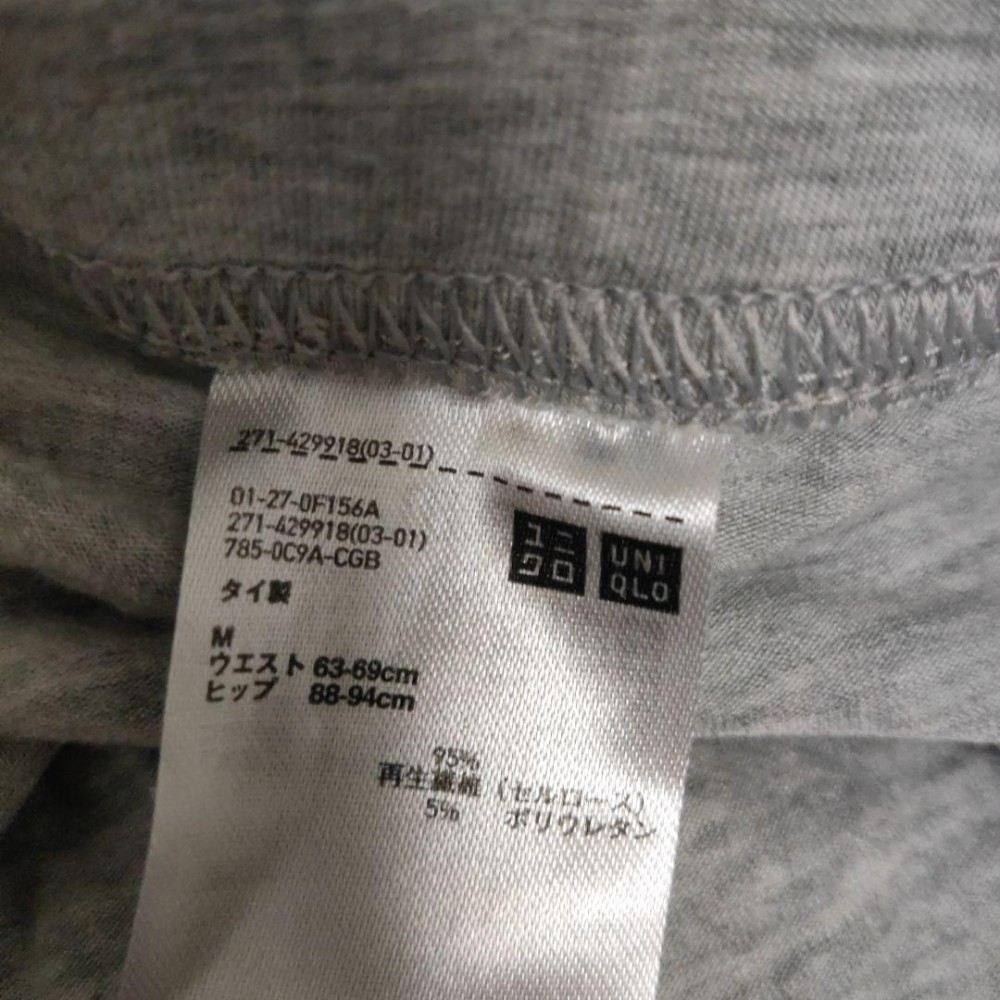 271-429918(03-01)
01-27-0F156A
271-429918(03-01)
785-0C9A-CGB
タイ製
ユニ
クロ
UNI
QLO
M
ウエスト 63-69cm
ヒップ 88-94cm
95%
再生繊維（セルロース）
5% ポリウレタン